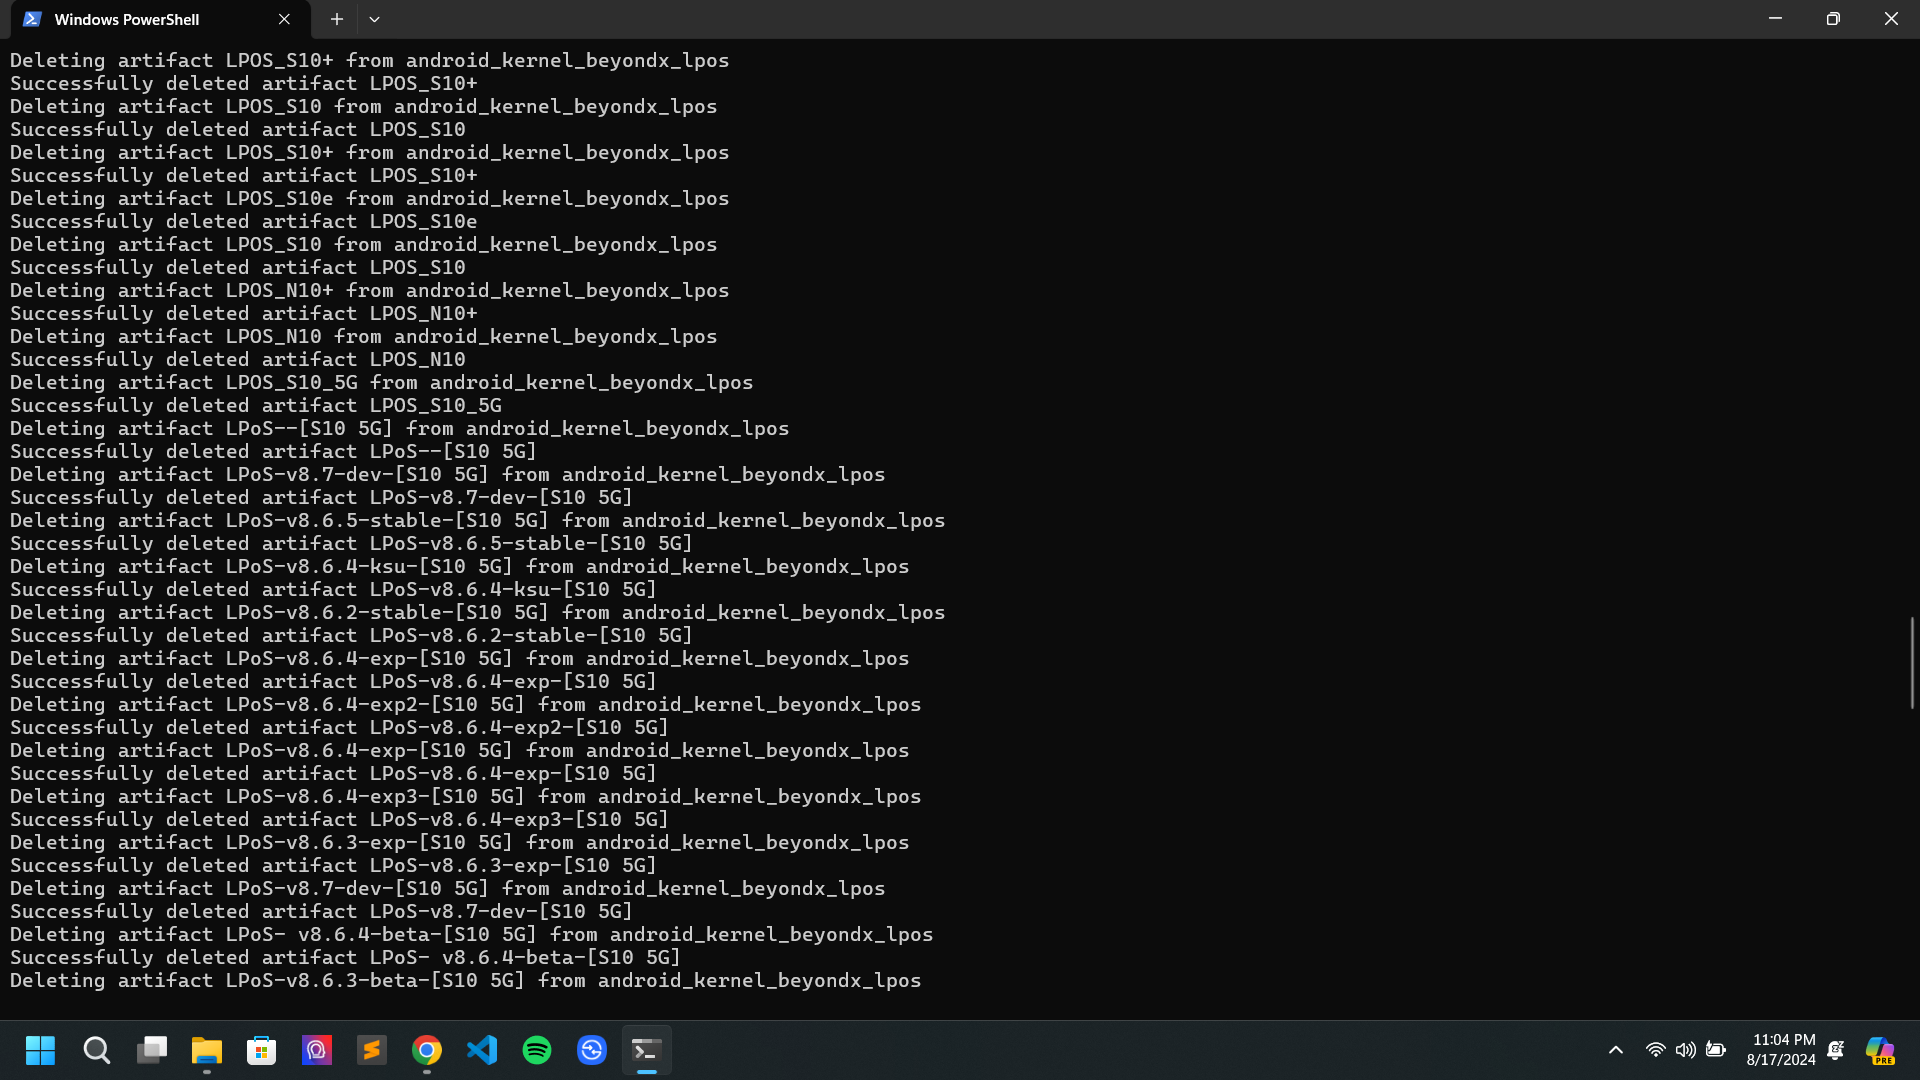 Windows PowerShell
Deleting artifact LPOS_S10+ from android_kernel_beyondx_lpos
Successfully deleted artifact LPOS_S10+
Deleting artifact LPOS_S10 from android_kernel_beyondx_lpos
Successfully deleted artifact LPOS_S10
Deleting artifact LPOS_S10+ from android_kernel_beyondx_lpos
Successfully deleted artifact LPOS_S10+
Deleting artifact LPOS_S10e from android_kernel_beyondx_lpos
Successfully deleted artifact LPOS_S10e
Deleting artifact LPOS_S10 from android_kernel_beyondx_lpos
Successfully deleted artifact LPOS_S10
Deleting artifact LPOS_N10+ from android_kernel_beyondx_lpos
Successfully deleted artifact LPOS_N10+
Deleting artifact LPOS_N10 from android_kernel_beyondx_lpos
Successfully deleted artifact LPOS_N10
Deleting artifact LPOS_S10_5G from android_kernel_beyondx_lpos
Successfully deleted artifact LPOS_S10_5G
Deleting artifact LPoS--[S10 5G] from android_kernel_beyondx_lpos
Successfully deleted artifact LPoS--[S10 5G]
Deleting artifact LPoS-v8.7-dev-[S10 5G] from android_kernel_beyondx_lpos
Successfully deleted artifact LPoS-v8.7-dev-[S10 5G]
Deleting artifact LPoS-v8.6.5-stable-[S10 5G] from android_kernel_beyondx_lpos
Successfully deleted artifact LPoS-v8.6.5-stable-[S10 5G]
Deleting artifact LPoS-v8.6.4-ksu-[S10 5G] from android_kernel_beyondx_lpos
Successfully deleted artifact LPoS-v8.6.4-ksu-[S10 5G]
Deleting artifact LPoS-v8.6.2-stable-[S10 5G] from android_kernel_beyondx_lpos
Successfully deleted artifact LPoS-v8.6.2-stable-[S10 5G]
Deleting artifact LPoS-v8.6.4-exp-[S10 5G] from android_kernel_beyondx_lpos
Successfully deleted artifact LPoS-v8.6.4-exp-[S10 5G]
Deleting artifact LPoS-v8.6.4-exp2-[S10 5G] from android_kernel_beyondx_lpos
Successfully deleted artifact LPoS-v8.6.4-exp2-[S10 5G]
Deleting artifact LPoS-v8.6.4-exp-[S10 5G] from android_kernel_beyondx_lpos
Successfully deleted artifact LPoS-v8.6.4-exp-[S10 5G]
Deleting artifact LPoS-v8.6.4-exp3-[S10 5G] from android_kernel_beyondx_lpos
Successfully deleted artifact LPoS-v8.6.4-exp3-[S10 5G]
Deleting artifact LPoS-v8.6.3-exp-[S10 5G] from android_kernel_beyondx_lpos
Successfully deleted artifact LPoS-v8.6.3-exp-[S10 5G]
Deleting artifact LPoS-v8.7-dev-[S10 5G] from android_kernel_beyondx_lpos
Successfully deleted artifact LPoS-v8.7-dev-[S10 5G]
Deleting artifact LPoS- v8.6.4-beta-[S10 5G] from android_kernel_beyondx_lpos
Successfully deleted artifact LPoS- v8.6.4-beta-[S10 5G]
Deleting artifact LPoS-v8.6.3-beta-[S10 5G] from android_kernel_beyondx_lpos
11:04 PM
8/17/2024
PRE